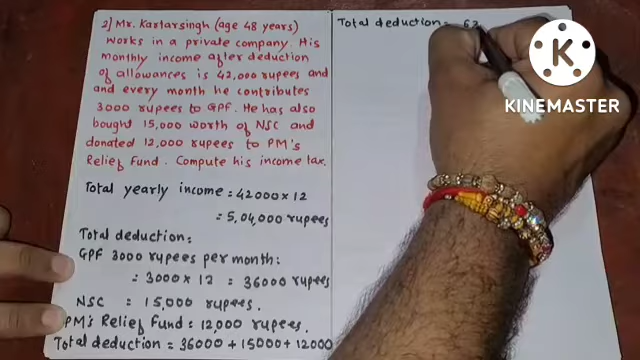 2] Mr. Kartarsingh (age 48 years)
works in a private company. His
monthly income after deduction
of allowances is 42,000 rupees and
and every month he contributes
3000 rupees to GPF. He has also
bought 15,000 worth of NSC and
donated 12,000 rupees to PM's
Relief Fund. Compute his income tax.
Total yearly income = 42000 × 12
= 5,04,000 rupees
Total deduction:
GPF 3000 rupees per month:
= 3000 × 12 = 36000 rupees
NSC = 15,000 rupees.
PM's Relief Fund = 12,000 rupees.
Total deduction = 36000 + 15000 + 12000
Total deduction = 63
K
KINEMASTER